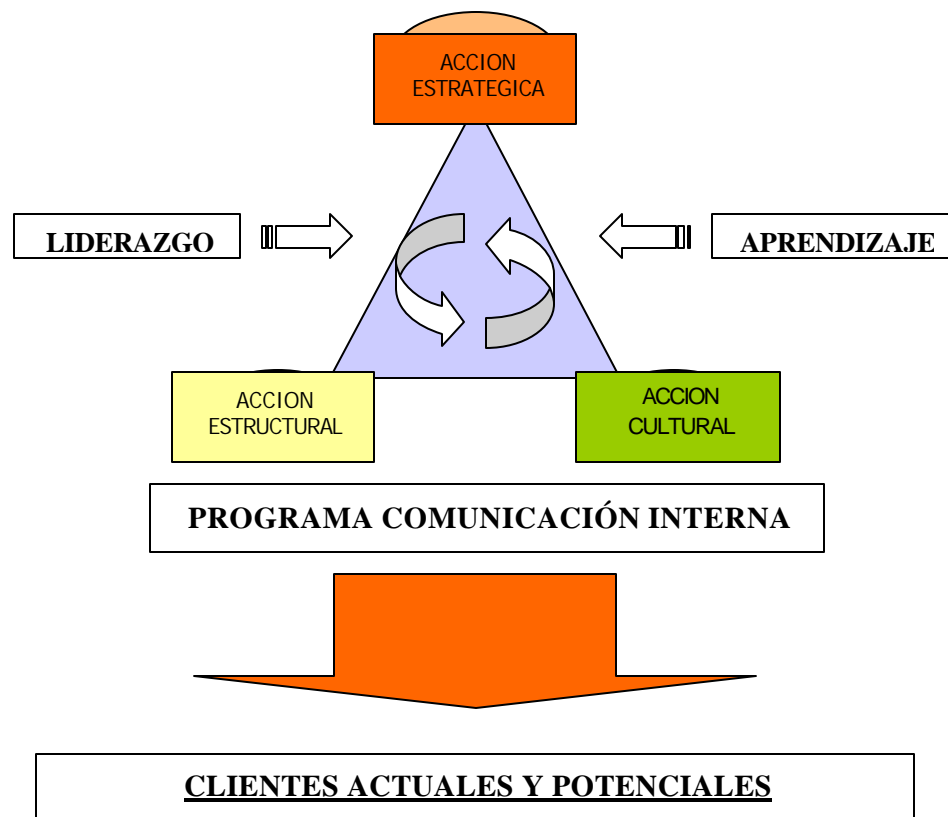 ACCION
ESTRATEGICA
LIDERAZGO
APRENDIZAJE
ACCION
ESTRUCTURAL
ACCION
CULTURAL
PROGRAMA COMUNICACIÓN INTERNA
CLIENTES ACTUALES Y POTENCIALES